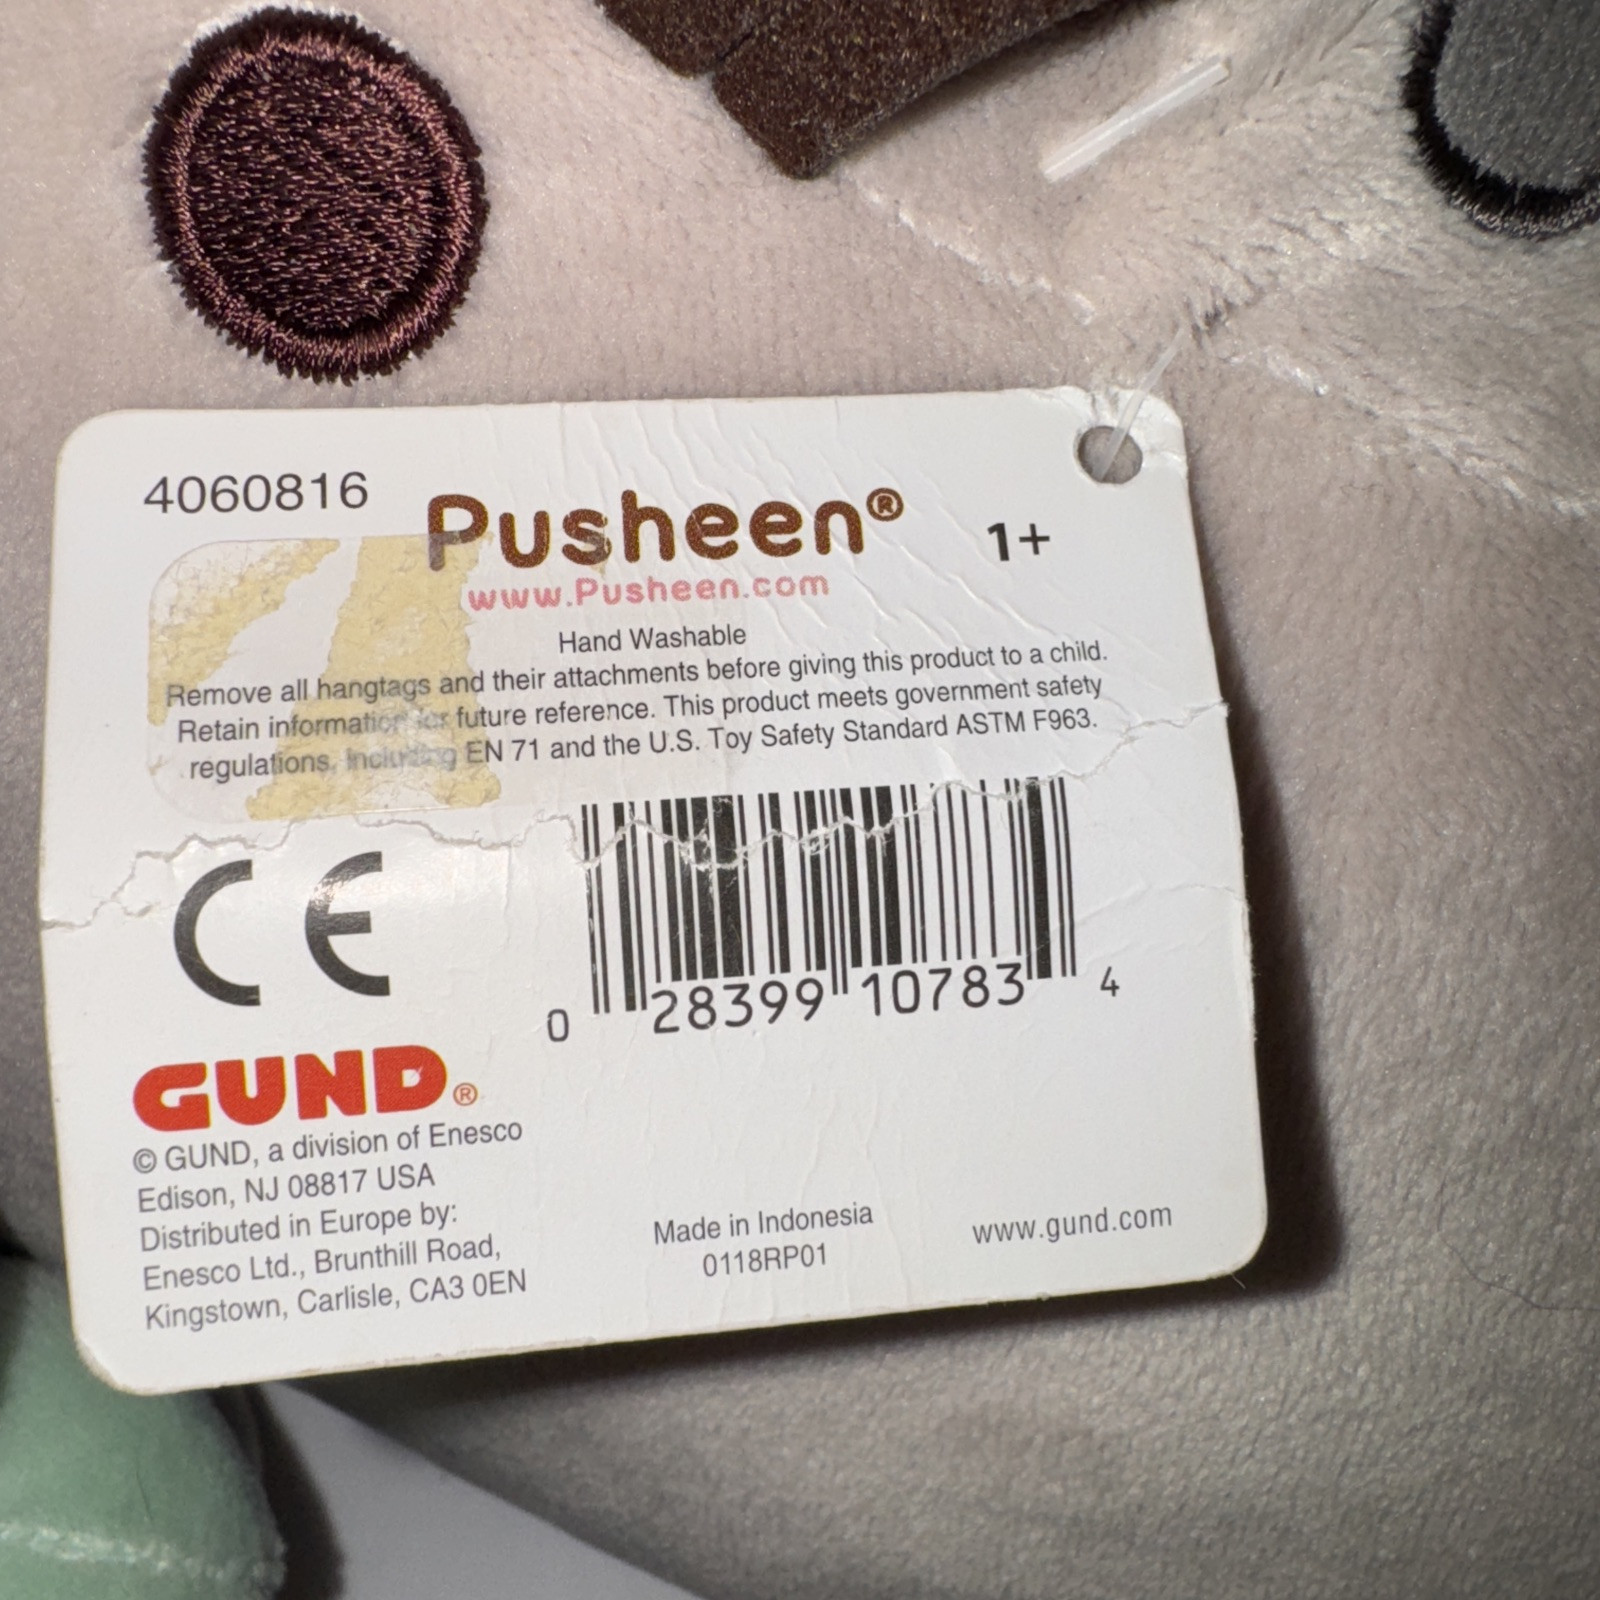 4060816
Pusheen®
1+
www.Pusheen.com
Hand Washable
Remove all hangtags and their attachments before giving this product to a child.
Retain information for future reference. This product meets government safety
regulations, including EN 71 and the U.S. Toy Safety Standard ASTM F963.
CE
0 28399 10783 4
GUND®
© GUND, a division of Enesco
Edison, NJ 08817 USA
Distributed in Europe by:
Enesco Ltd., Brunthill Road,
Kingstown, Carlisle, CA3 0EN
Made in Indonesia
0118RP01
www.gund.com